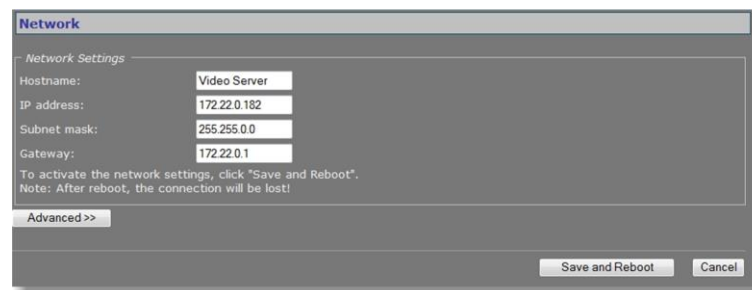 Network
Network Settings
Hostname: Video Server
IP address: 172.22.0.182
Subnet mask: 255.255.0.0
Gateway: 172.22.0.1
To activate the network settings, click "Save and Reboot".
Note: After reboot, the connection will be lost!
Advanced >>
Save and Reboot Cancel